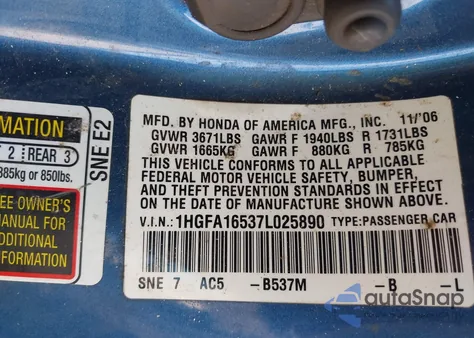 MATION
2 REAR 3
385kg or 850lbs.
SEE OWNER'S
MANUAL FOR
ADDITIONAL
INFORMATION
SNE E2
MFD. BY HONDA OF AMERICA MFG., INC. 11/'06
GVWR 3671LBS GAWR F 1940LBS R 1731LBS
GVWR 1665KG GAWR F 880KG R 785KG
THIS VEHICLE CONFORMS TO ALL APPLICABLE
FEDERAL MOTOR VEHICLE SAFETY, BUMPER,
AND THEFT PREVENTION STANDARDS IN EFFECT
ON THE DATE OF MANUFACTURE SHOWN ABOVE.
V.I.N.: 1HGFA16537L025890 TYPE:PASSENGER CAR
SNE 7 AC5 -B537M -B -L
autoSnap